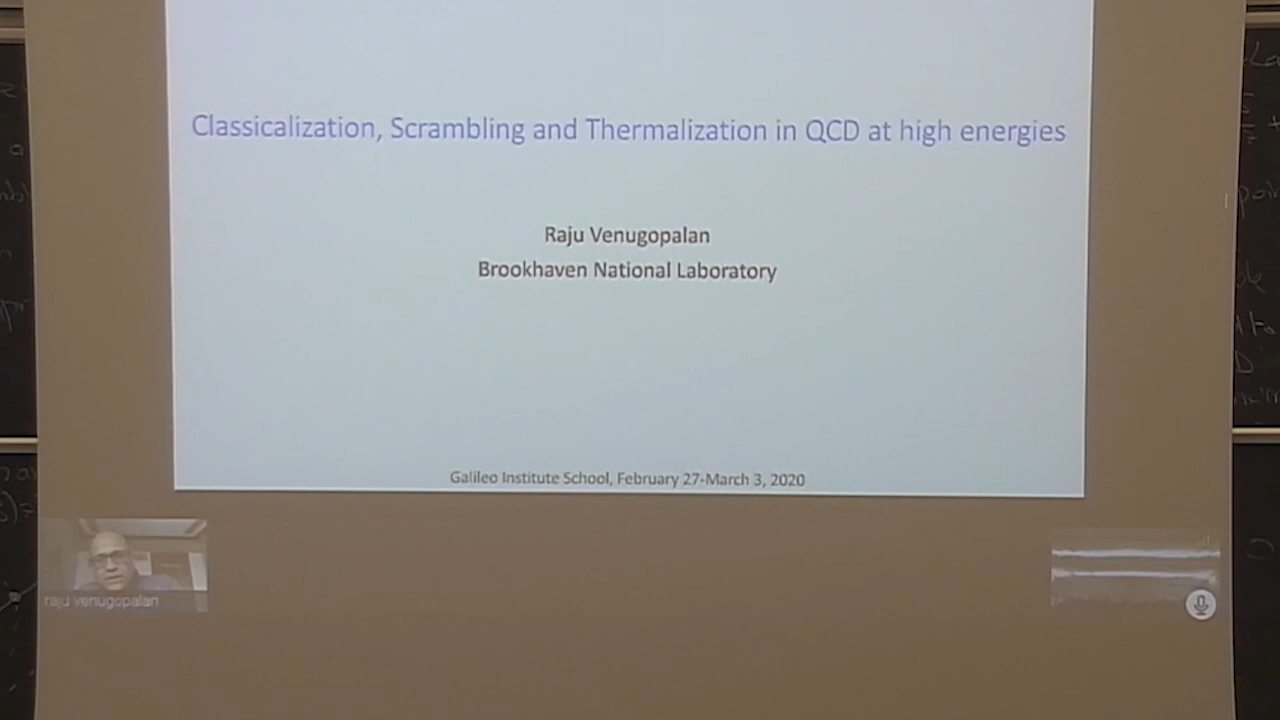 Classicalization, Scrambling and Thermalization in QCD at high energies
Raju Venugopalan
Brookhaven National Laboratory
Galileo Institute School, February 27-March 3, 2020
raju venugopalan